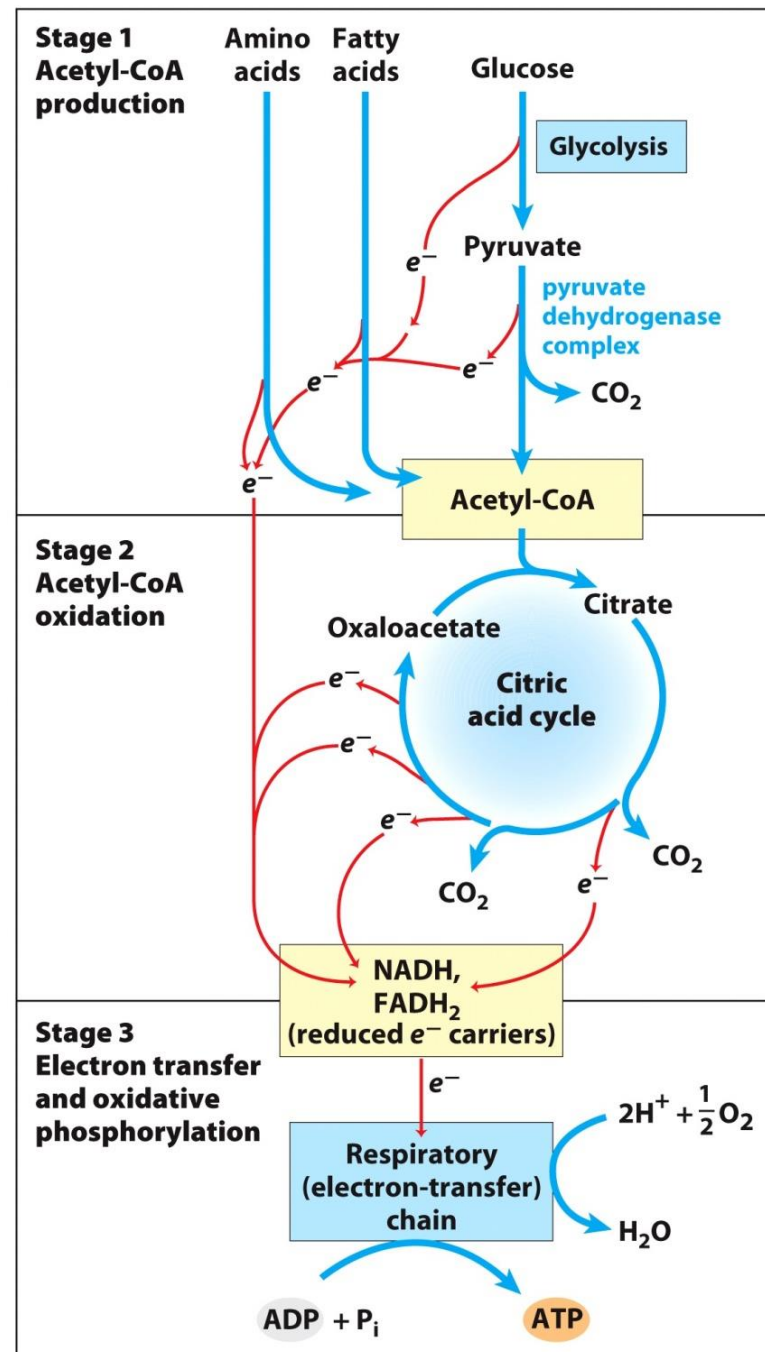 Stage 1
Acetyl-CoA
production
Amino
acids
Fatty
acids
Glucose
Glycolysis
Pyruvate
e⁻
pyruvate
dehydrogenase
complex
e⁻
e⁻
CO₂
e⁻
Acetyl-CoA
Stage 2
Acetyl-CoA
oxidation
Citrate
Oxaloacetate
Citric
acid cycle
e⁻
e⁻
e⁻
CO₂
e⁻
CO₂
NADH,
FADH₂
(reduced e⁻ carriers)
Stage 3
Electron transfer
and oxidative
phosphorylation
e⁻
2H⁺ + 1/2 O₂
Respiratory
(electron-transfer)
chain
H₂O
ADP + Pᵢ
ATP